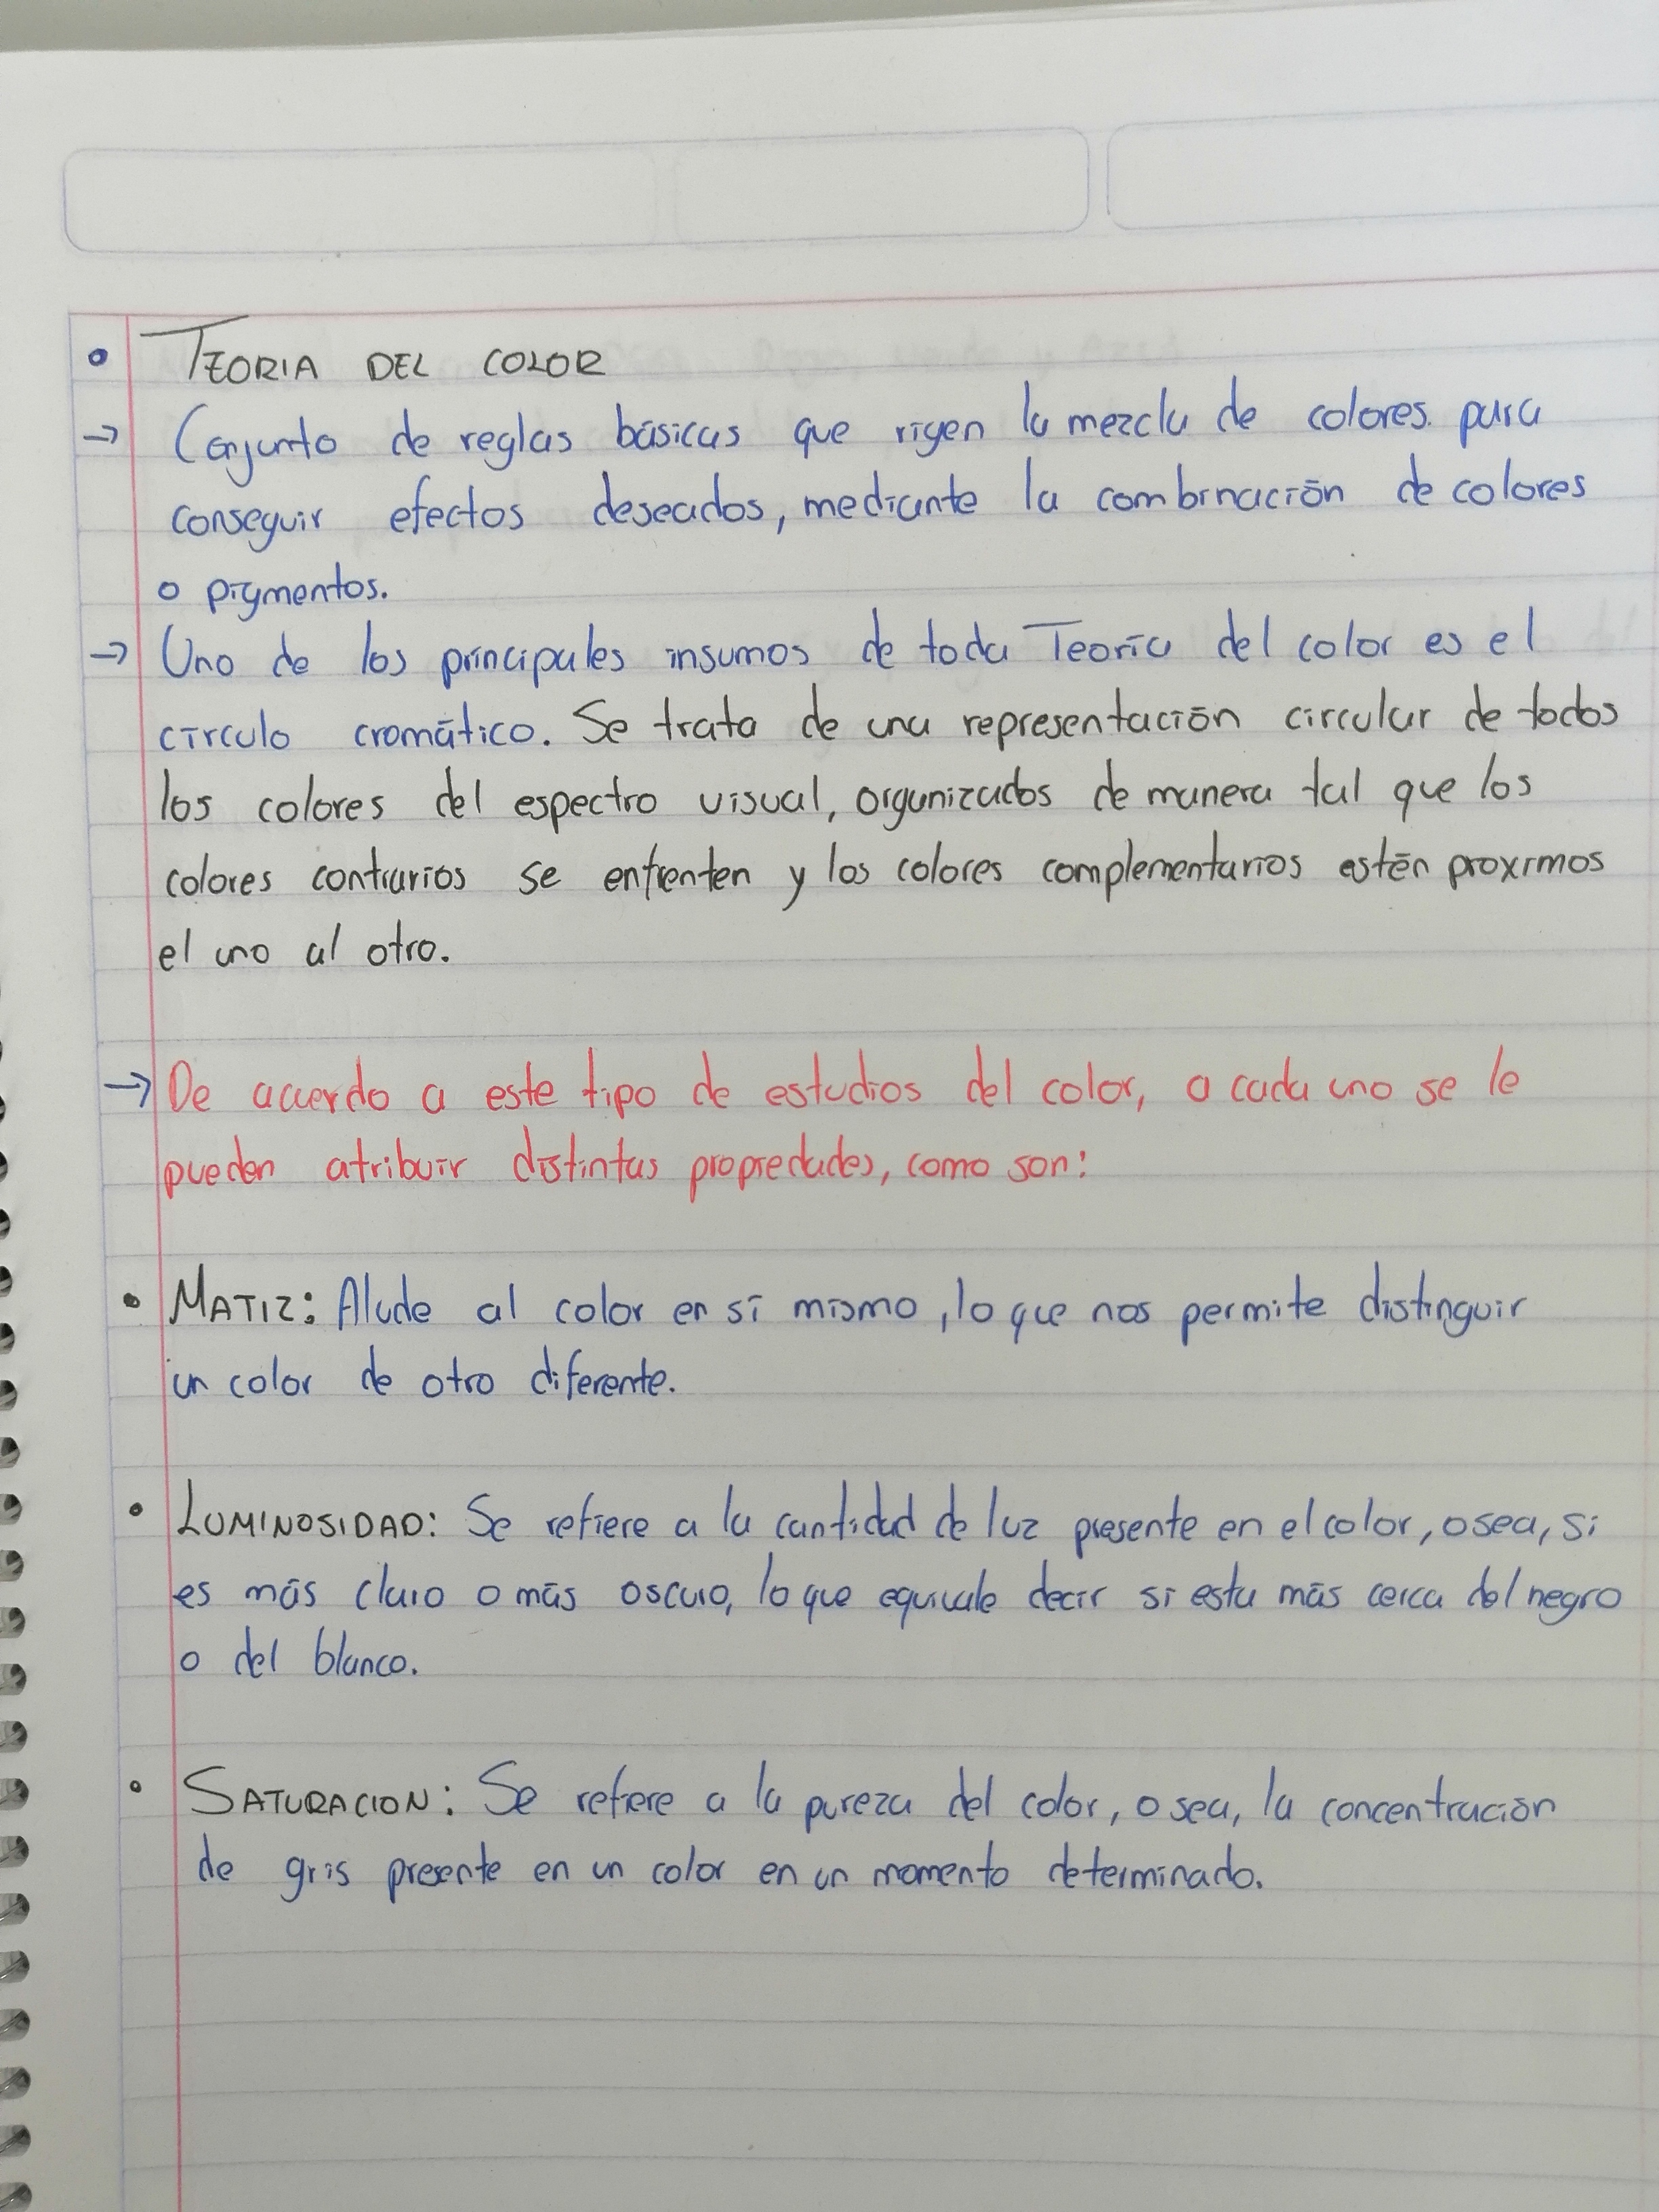 • TEORIA DEL COLOR
→ Conjunto de reglas básicas que rigen la mezcla de colores. para
conseguir efectos deseados, mediante la combinación de colores
o pigmentos.
→ Uno de los principales insumos de toda Teoría del color es el
círculo cromático. Se trata de una representación circular de todos
los colores del espectro visual, organizados de manera tal que los
colores contrarios se enfrenten y los colores complementarios estén proximos
el uno al otro.
→ De acuerdo a este tipo de estudios del color, a cada uno se le
pueden atribuir distintas propiedades, como son:
• MATIZ: Alude al color en sí mismo, lo que nos permite distinguir
un color de otro diferente.
• LUMINOSIDAD: Se refiere a la cantidad de luz presente en el color, osea, si
es más claro o más oscuro, lo que equivale decir si esta más cerca del negro
o del blanco.
• SATURACION: Se refiere a la pureza del color, o sea, la concentración
de gris presente en un color en un momento determinado.